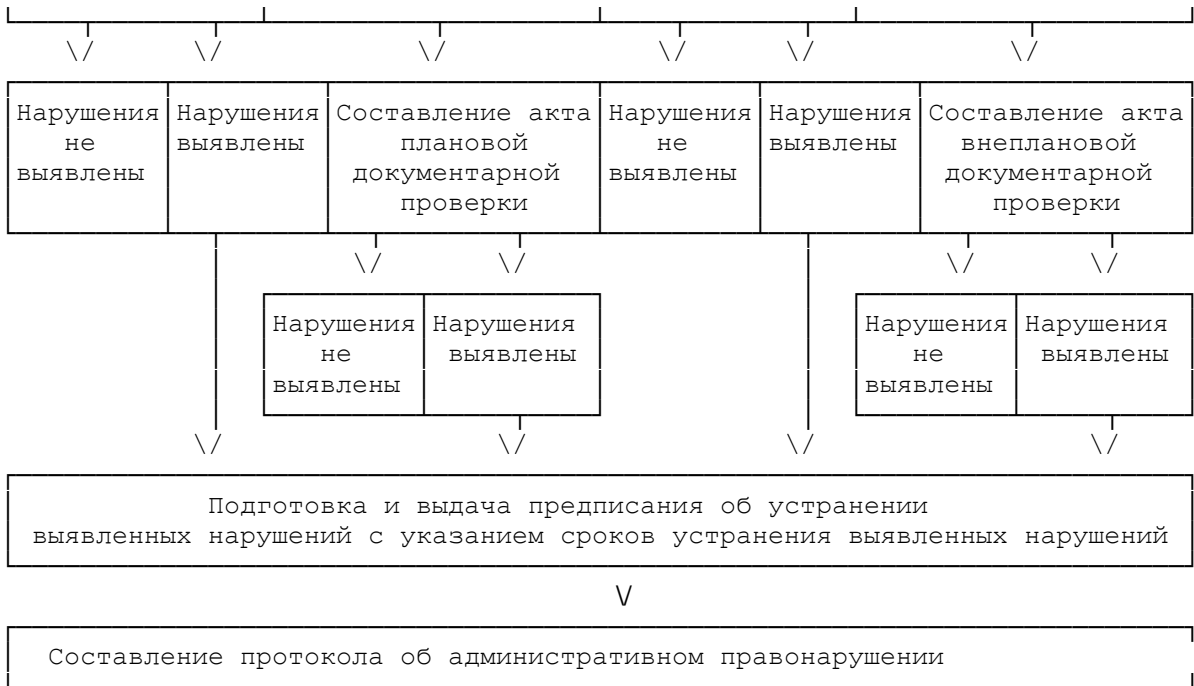 \/ \/ \/ \/ \/ \/
Нарушения Нарушения Составление акта Нарушения Нарушения Составление акта
не выявлены плановой не выявлены внеплановой
выявлены документарной выявлены документарной
проверки проверки
\/ \/ \/ \/
Нарушения Нарушения Нарушения Нарушения
не выявлены не выявлены
выявлены выявлены
\/ \/ \/ \/
Подготовка и выдача предписания об устранении
выявленных нарушений с указанием сроков устранения выявленных нарушений
\/
Составление протокола об административном правонарушении